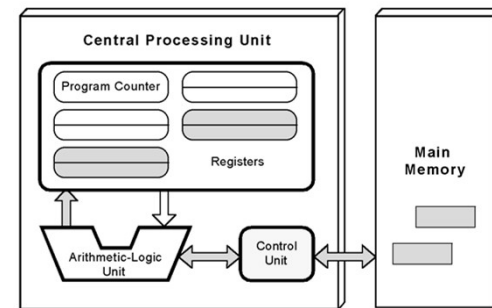 Central Processing Unit
Program Counter
Registers
Arithmetic-Logic
Unit
Control
Unit
Main
Memory